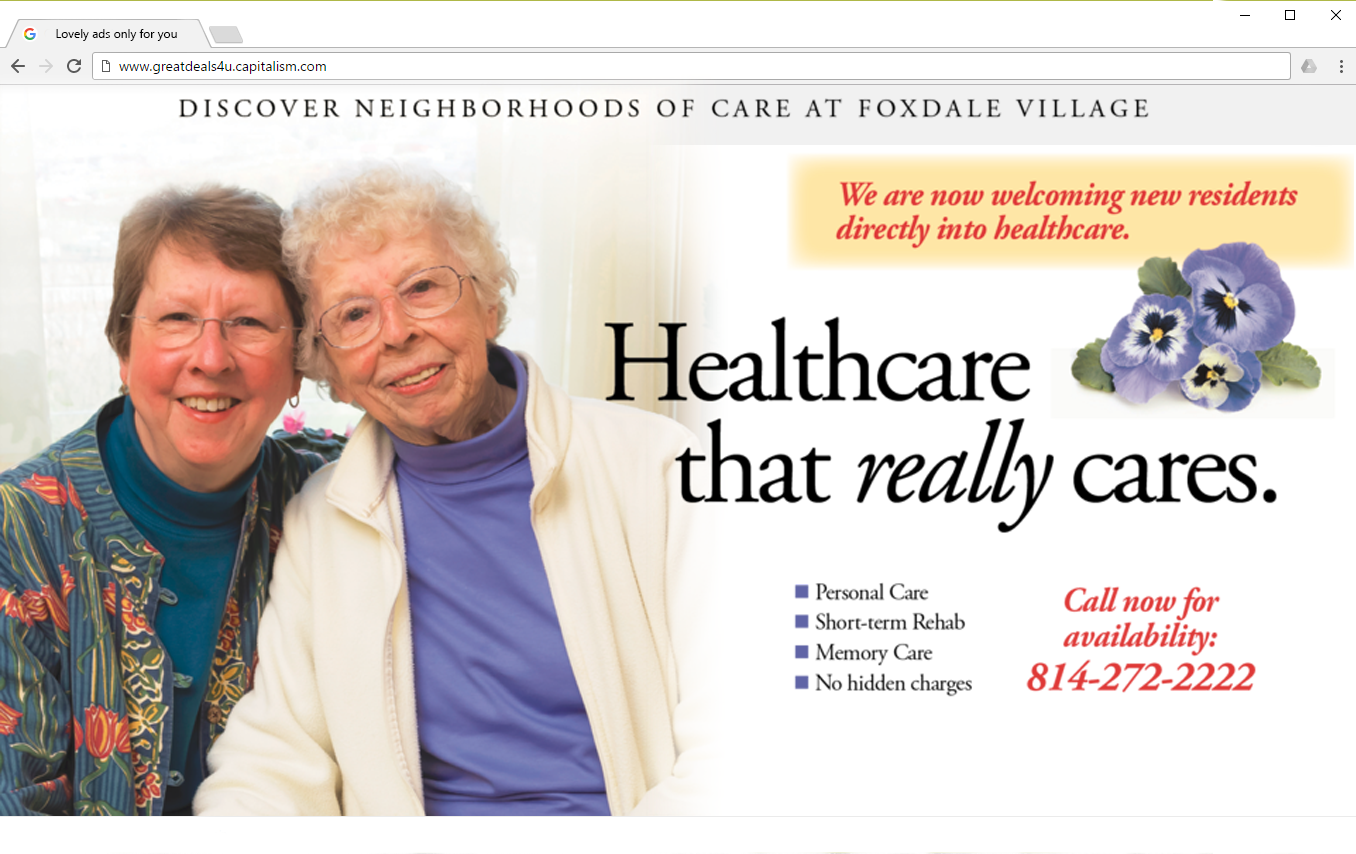 Lovely ads only for you
www.greatdeals4u.capitalism.com
DISCOVER NEIGHBORHOODS OF CARE AT FOXDALE VILLAGE
We are now welcoming new residents
directly into healthcare.
Healthcare
that really cares.
Personal Care
Short-term Rehab
Memory Care
No hidden charges
Call now for
availability:
814-272-2222